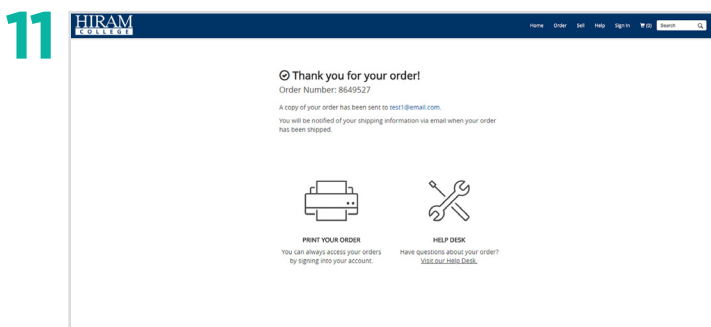 11
HIRAM
COLLEGE
Home Order Sell Help Sign In (0) Search
Thank you for your order!
Order Number: 8649527
A copy of your order has been sent to test1@email.com.
You will be notified of your shipping information via email when your order
has been shipped.
PRINT YOUR ORDER
You can always access your orders
by signing into your account.
HELP DESK
Have questions about your order?
Visit our Help Desk.